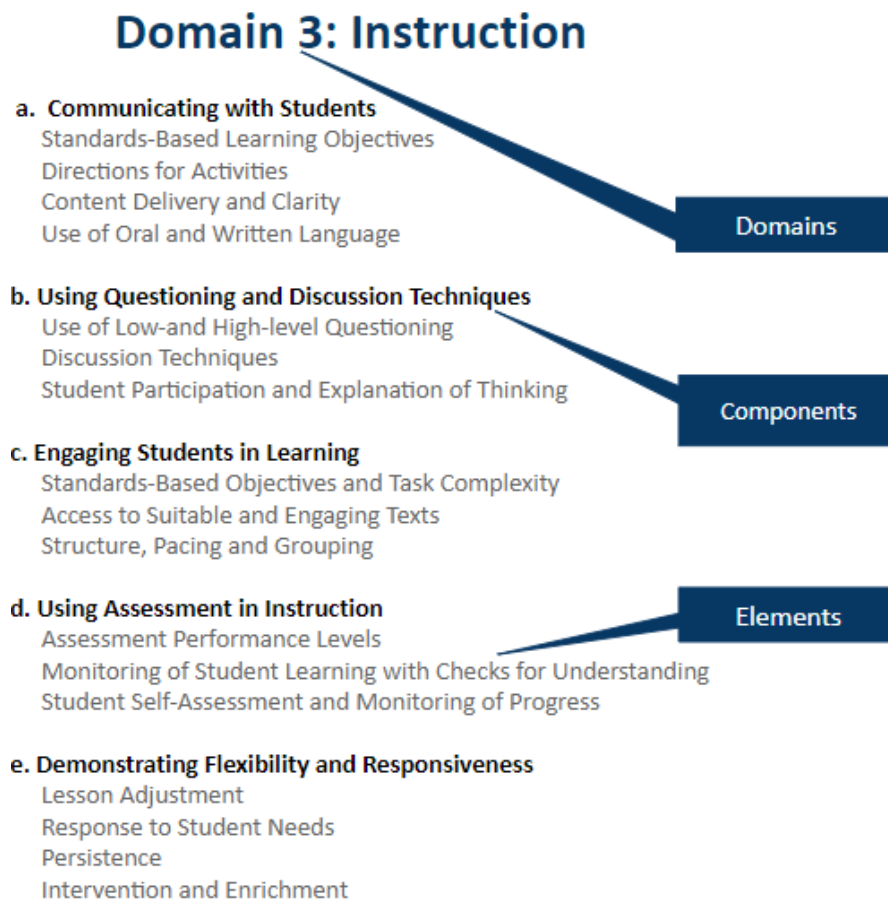 Domain 3: Instruction
a. Communicating with Students
Standards-Based Learning Objectives
Directions for Activities
Content Delivery and Clarity
Use of Oral and Written Language
Domains
b. Using Questioning and Discussion Techniques
Use of Low-and High-level Questioning
Discussion Techniques
Student Participation and Explanation of Thinking
Components
c. Engaging Students in Learning
Standards-Based Objectives and Task Complexity
Access to Suitable and Engaging Texts
Structure, Pacing and Grouping
d. Using Assessment in Instruction
Elements
Assessment Performance Levels
Monitoring of Student Learning with Checks for Understanding
Student Self-Assessment and Monitoring of Progress
e. Demonstrating Flexibility and Responsiveness
Lesson Adjustment
Response to Student Needs
Persistence
Intervention and Enrichment